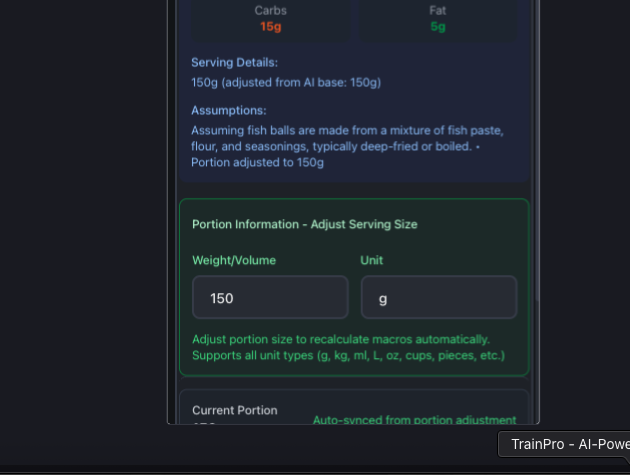 Carbs Fat
15g 5g
Serving Details:
150g (adjusted from AI base: 150g)
Assumptions:
Assuming fish balls are made from a mixture of fish paste,
flour, and seasonings, typically deep-fried or boiled. •
Portion adjusted to 150g
Portion Information - Adjust Serving Size
Weight/Volume Unit
150 g
Adjust portion size to recalculate macros automatically.
Supports all unit types (g, kg, ml, L, oz, cups, pieces, etc.)
Current Portion
Auto-synced from portion adjustment
TrainPro - AI-Powe